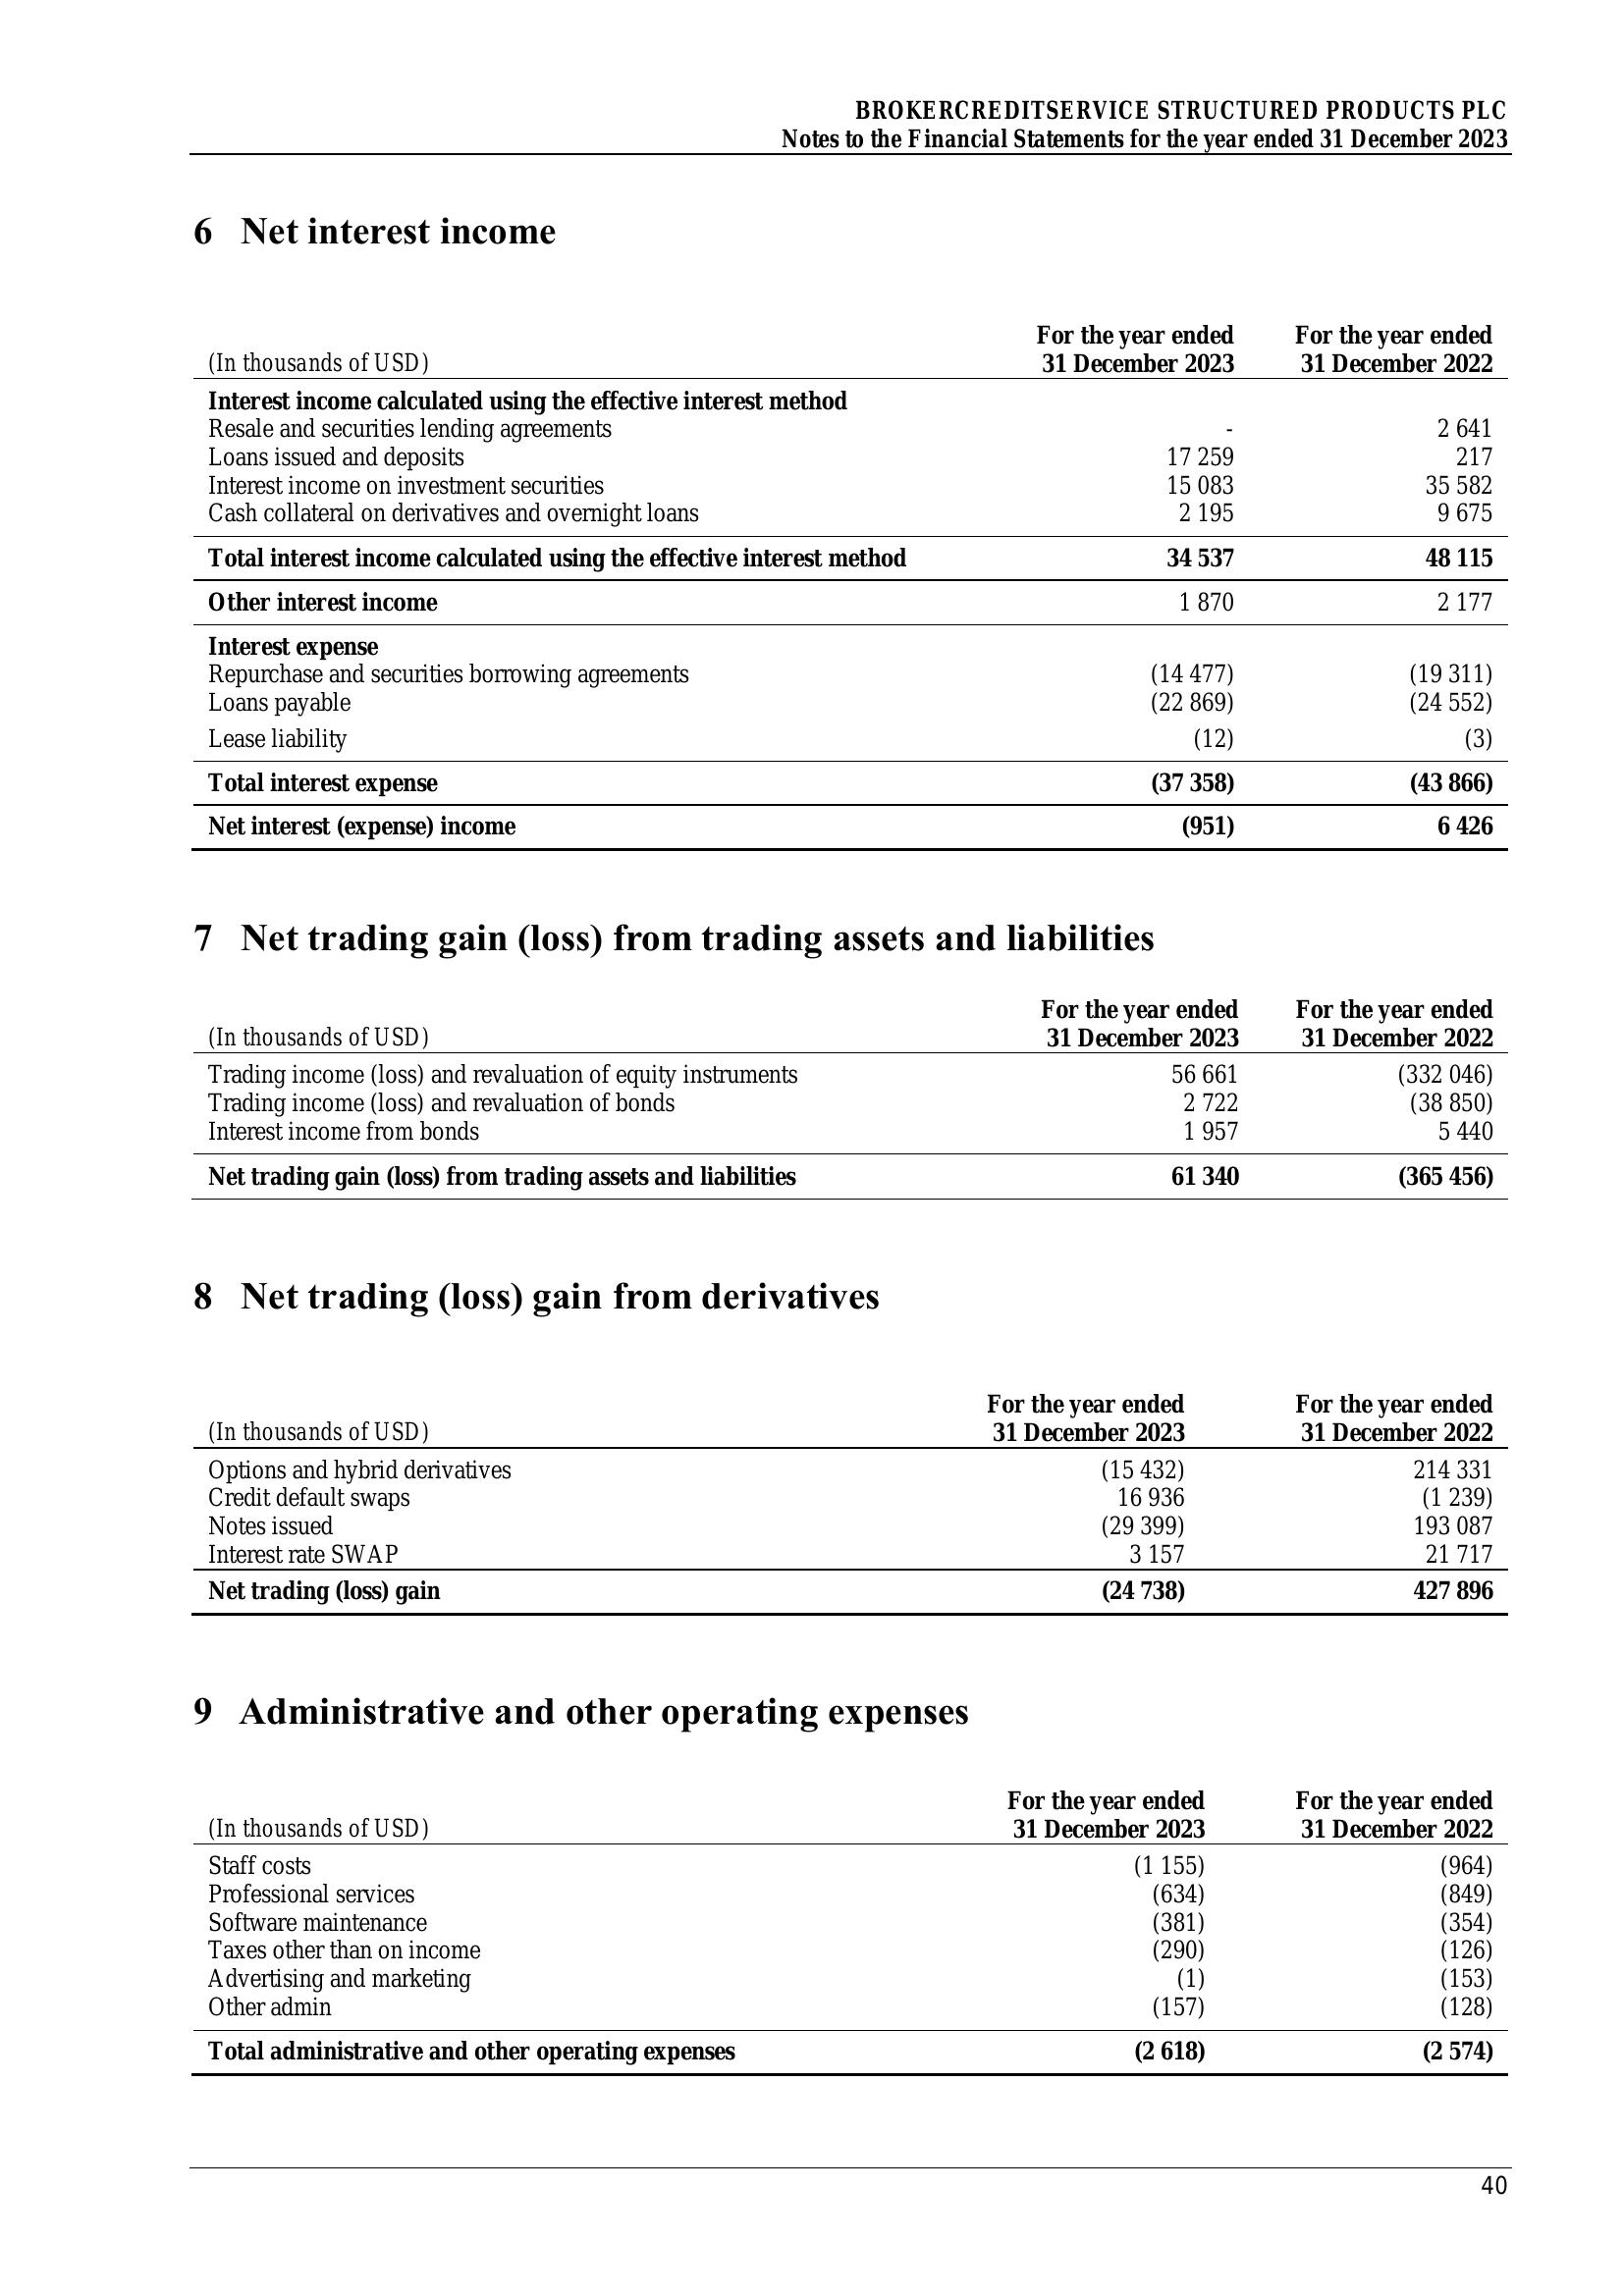 BROKERCREDITSERVICE STRUCTURED PRODUCTS PLC
Notes to the Financial Statements for the year ended 31 December 2023
6 Net interest income
For the year ended For the year ended
(In thousands of USD) 31 December 2023 31 December 2022
Interest income calculated using the effective interest method
Resale and securities lending agreements - 2 641
Loans issued and deposits 17 259 217
Interest income on investment securities 15 083 35 582
Cash collateral on derivatives and overnight loans 2 195 9 675
Total interest income calculated using the effective interest method 34 537 48 115
Other interest income 1 870 2 177
Interest expense
Repurchase and securities borrowing agreements (14 477) (19 311)
Loans payable (22 869) (24 552)
Lease liability (12) (3)
Total interest expense (37 358) (43 866)
Net interest (expense) income (951) 6 426
7 Net trading gain (loss) from trading assets and liabilities
For the year ended For the year ended
(In thousands of USD) 31 December 2023 31 December 2022
Trading income (loss) and revaluation of equity instruments 56 661 (332 046)
Trading income (loss) and revaluation of bonds 2 722 (38 850)
Interest income from bonds 1 957 5 440
Net trading gain (loss) from trading assets and liabilities 61 340 (365 456)
8 Net trading (loss) gain from derivatives
For the year ended For the year ended
(In thousands of USD) 31 December 2023 31 December 2022
Options and hybrid derivatives (15 432) 214 331
Credit default swaps 16 936 (1 239)
Notes issued (29 399) 193 087
Interest rate SWAP 3 157 21 717
Net trading (loss) gain (24 738) 427 896
9 Administrative and other operating expenses
For the year ended For the year ended
(In thousands of USD) 31 December 2023 31 December 2022
Staff costs (1 155) (964)
Professional services (634) (849)
Software maintenance (381) (354)
Taxes other than on income (290) (126)
Advertising and marketing (1) (153)
Other admin (157) (128)
Total administrative and other operating expenses (2 618) (2 574)
40